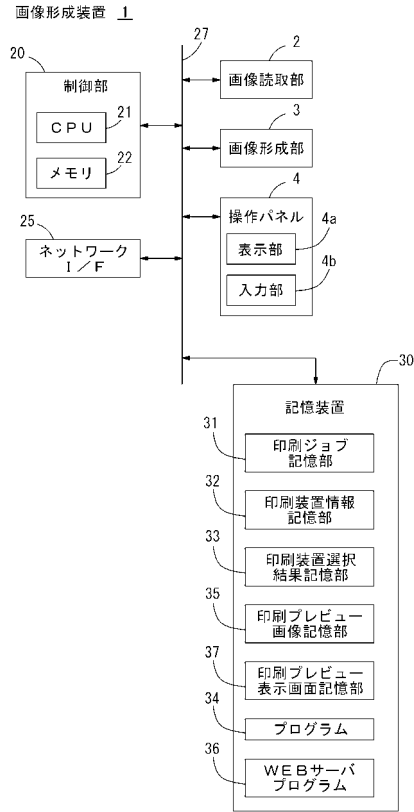 画像形成装置 1
27
20
制御部
21
CPU
22
メモリ
25
ネットワーク
I/F
2
画像読取部
3
画像形成部
4
操作パネル
4a
表示部
4b
入力部
30
記憶装置
31
印刷ジョブ
記憶部
32
印刷装置情報
記憶部
33
印刷装置選択
結果記憶部
35
印刷プレビュー
画像記憶部
37
印刷プレビュー
表示画面記憶部
34
プログラム
36
WEBサーバ
プログラム